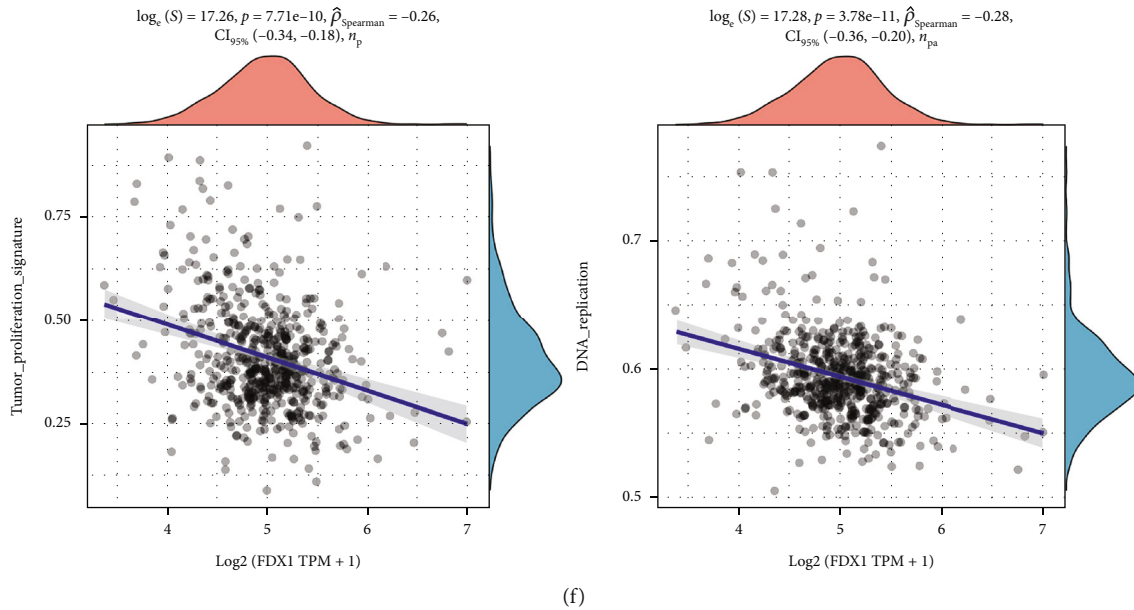 logₑ (S) = 17.26, p = 7.71e–10, ρ̂Spearman = –0.26,
CI95% (–0.34, –0.18), nₚ
Tumor_proliferation_signature
0.75
0.50
0.25
4 5 6 7
Log2 (FDX1 TPM + 1)
logₑ (S) = 17.28, p = 3.78e–11, ρ̂Spearman = –0.28,
CI95% (–0.36, –0.20), nₚₐ
DNA_replication
0.7
0.6
0.5
4 5 6 7
Log2 (FDX1 TPM + 1)
(f)